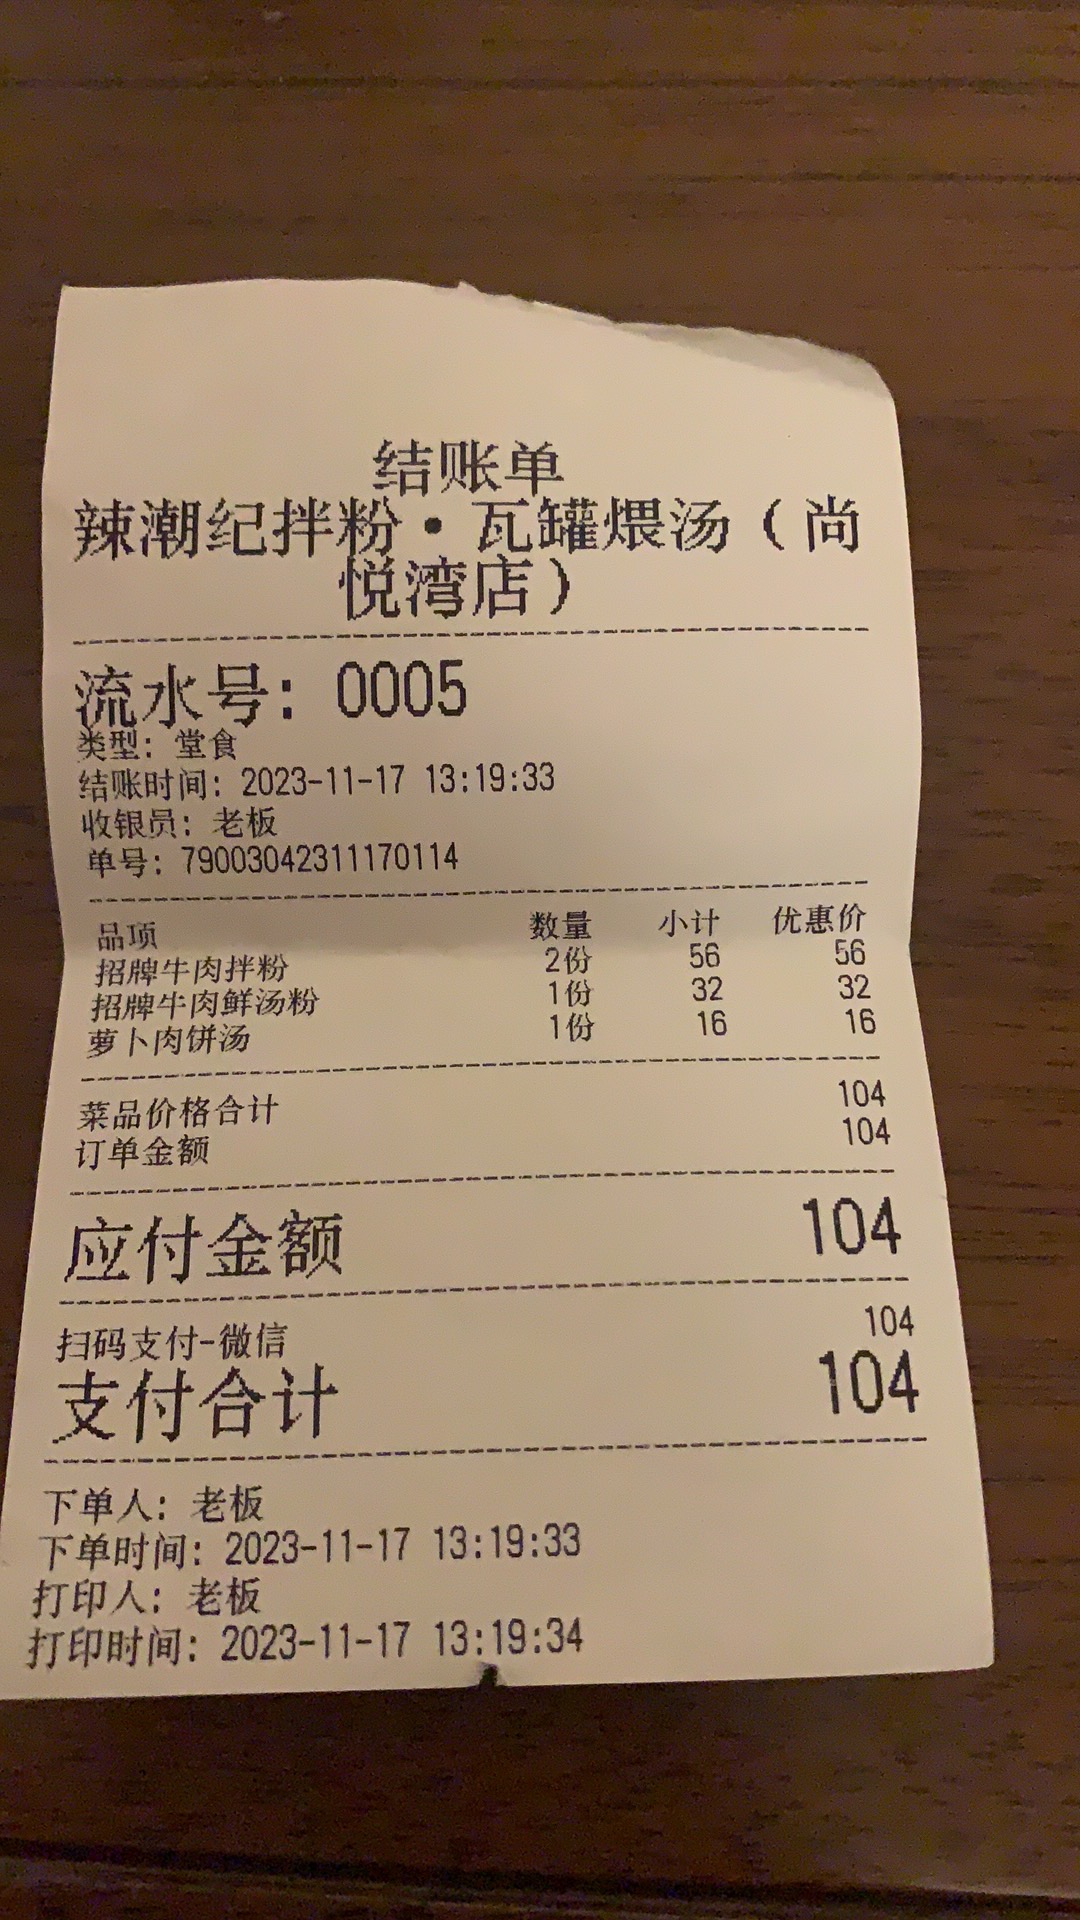 结账单
辣潮纪拌粉·瓦罐煨汤（尚
悦湾店）
流水号：0005
类型：堂食
结账时间：2023-11-17 13:19:33
收银员：老板
单号：79003042311170114
品项 数量 小计 优惠价
招牌牛肉拌粉 2份 56 56
招牌牛肉鲜汤粉 1份 32 32
萝卜肉饼汤 1份 16 16
菜品价格合计 104
订单金额 104
应付金额 104
扫码支付-微信 104
支付合计 104
下单人：老板
下单时间：2023-11-17 13:19:33
打印人：老板
打印时间：2023-11-17 13:19:34